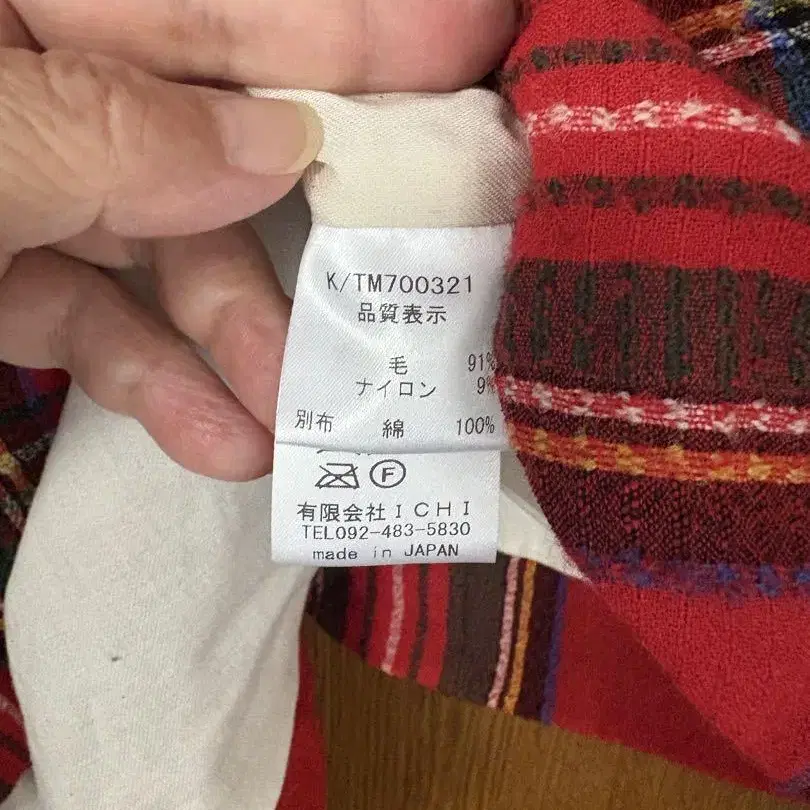 K/TM700321
品質表示
毛 91%
ナイロン 9%
別布 綿 100%
F
有限会社ICHI
TEL092-483-5830
made in JAPAN